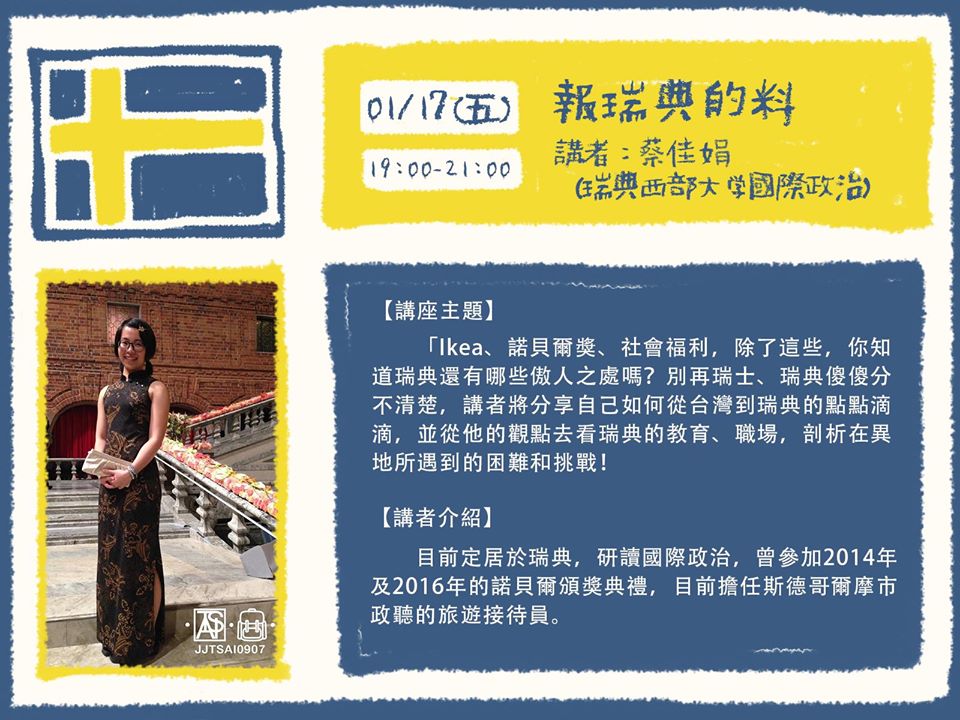 01/17(五)
19:00-21:00
報瑞典的料
講者：蔡佳娟
(瑞典西部大学國際政治)
【講座主題】
「Ikea、諾貝爾獎、社會福利，除了這些，你知
道瑞典還有哪些傲人之處嗎？別再瑞士、瑞典傻傻分
不清楚，講者將分享自己如何從台灣到瑞典的點點滴
滴，並從他的觀點去看瑞典的教育、職場，剖析在異
地所遇到的困難和挑戰！
【講者介紹】
目前定居於瑞典，研讀國際政治，曾參加2014年
及2016年的諾貝爾頒獎典禮，目前擔任斯德哥爾摩市
政聽的旅遊接待員。
JJTSAI0907